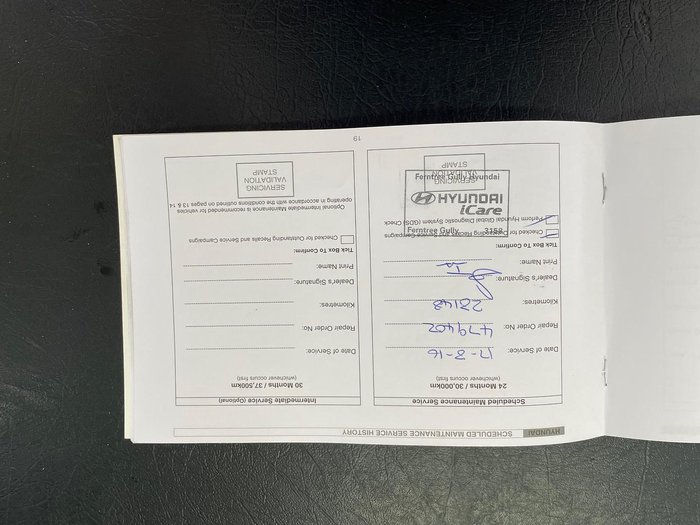 HYUNDAI SCHEDULED MAINTENANCE SERVICE HISTORY
Scheduled Maintenance Service
24 Months / 30,000km
(whichever occurs first)
Date of Service: 17-3-16
Repair Order No: 479402
Kilometres:
Dealer's Signature:
Print Name:
Tick Box To Confirm:
Checked for Outstanding Recalls and Service Campaigns
Perform Hyundai Global Diagnostic System (GDS) Check
SERVICING
VALIDATION
STAMP
Ferntree Gully Hyundai
HYUNDAI
iCare
Ferntree Gully 3156
Intermediate Service (Optional)
30 Months / 37,500km
(whichever occurs first)
Date of Service:
Repair Order No:
Kilometres:
Dealer's Signature:
Print Name:
Tick Box To Confirm:
Checked for Outstanding Recalls and Service Campaigns
Optional Intermediate Maintenance is recommended for vehicles
operating in accordance with the conditions outlined on pages 13 & 14
SERVICING
VALIDATION
STAMP
19